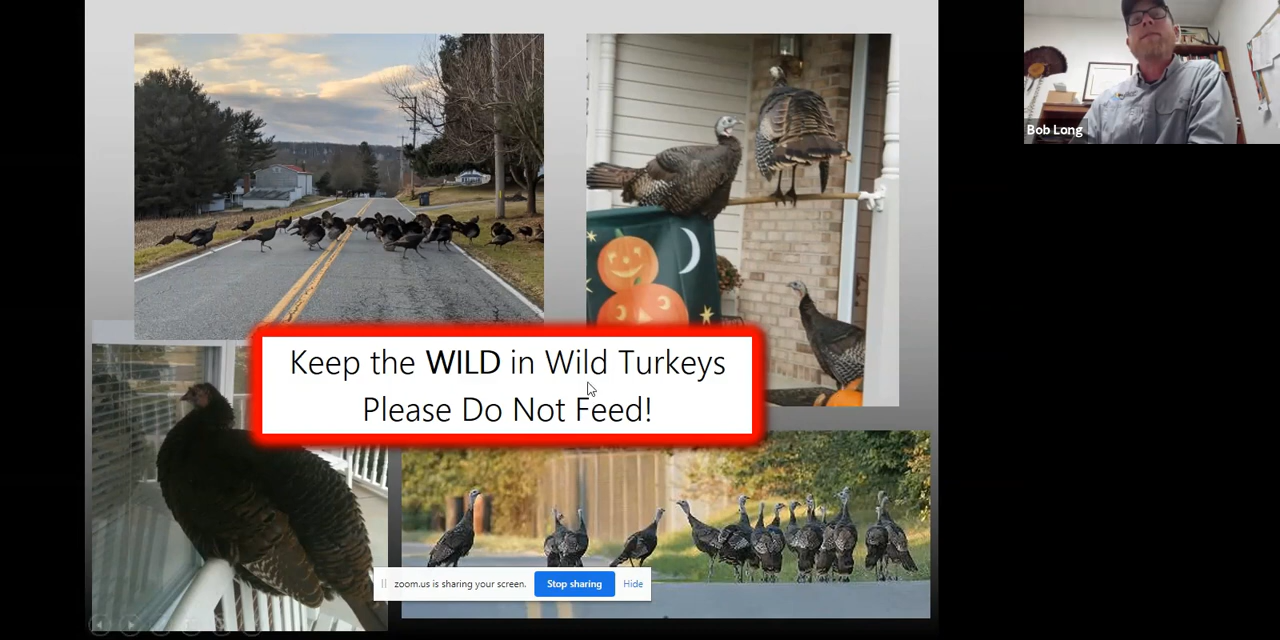 Bob Long
Keep the WILD in Wild Turkeys
Please Do Not Feed!
zoom.us is sharing your screen. Stop sharing Hide